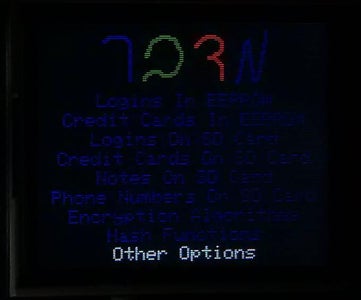 Logins In EEPROM
Credit Cards In EEPROM
Logins On SD Card
Credit Cards On SD Card
Notes On SD Card
Phone Numbers On SD Card
Encryption Algorithms
Hash Functions
Other Options